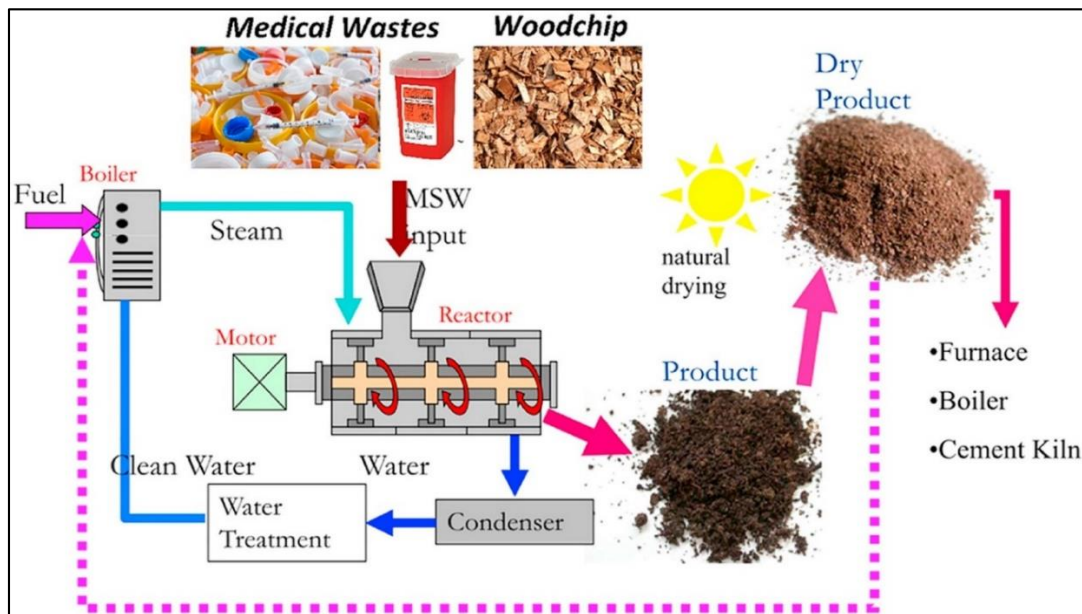 Medical Wastes
Woodchip
Dry
Product
Boiler
Fuel
Steam
MSW
input
natural
drying
Motor
Reactor
Product
•Furnace
•Boiler
•Cement Kiln
Clean Water
Water
Water
Treatment
Condenser